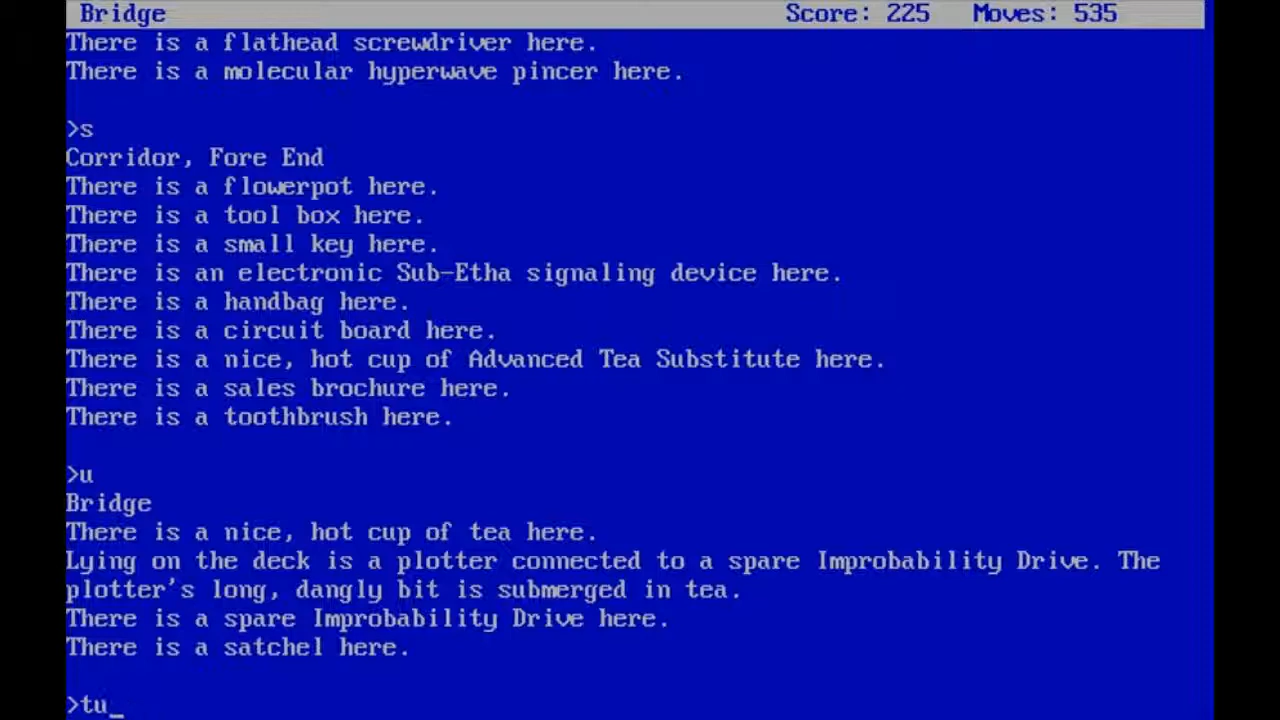 Bridge Score: 225 Moves: 535
There is a flathead screwdriver here.
There is a molecular hyperwave pincer here.
>s
Corridor, Fore End
There is a flowerpot here.
There is a tool box here.
There is a small key here.
There is an electronic Sub-Etha signaling device here.
There is a handbag here.
There is a circuit board here.
There is a nice, hot cup of Advanced Tea Substitute here.
There is a sales brochure here.
There is a toothbrush here.
>u
Bridge
There is a nice, hot cup of tea here.
Lying on the deck is a plotter connected to a spare Improbability Drive. The
plotter's long, dangly bit is submerged in tea.
There is a spare Improbability Drive here.
There is a satchel here.
>tu_